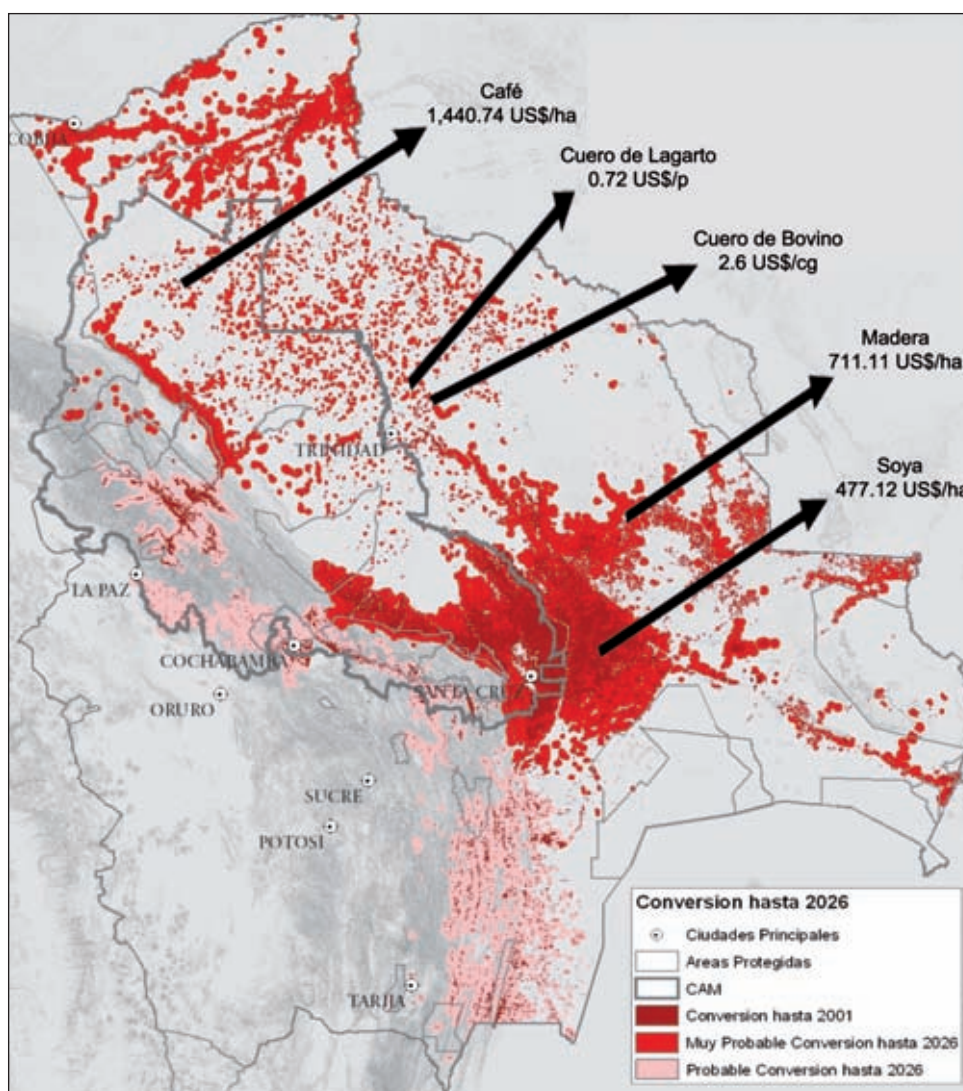 Café
1,440.74 US$/ha
Cuero de Lagarto
0.72 US$/p
Cuero de Bovino
2.6 US$/cg
Madera
711.11 US$/ha
Soya
477.12 US$/ha
COBIJA
TRINIDAD
LA PAZ
COCHABAMBA
SANTA CRUZ
ORURO
SUCRE
POTOSÍ
TARIJA
Conversion hasta 2026
Ciudades Principales
Areas Protegidas
CAM
Conversion hasta 2001
Muy Probable Conversion hasta 2026
Probable Conversion hasta 2026